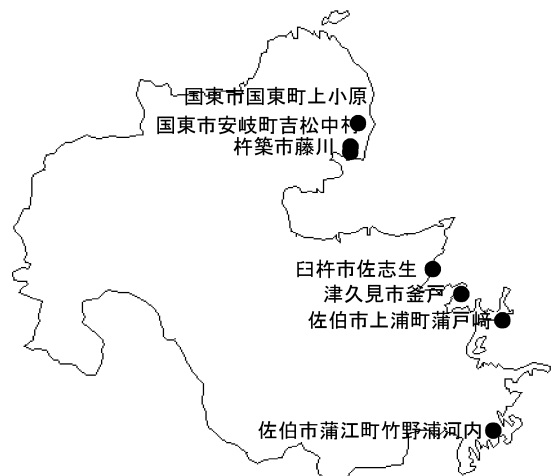 国東市国東町上小原
国東市安岐町吉松中村
杵築市藤川
臼杵市佐志生
津久見市釜戸
佐伯市上浦町蒲戸崎
佐伯市蒲江町竹野浦河内